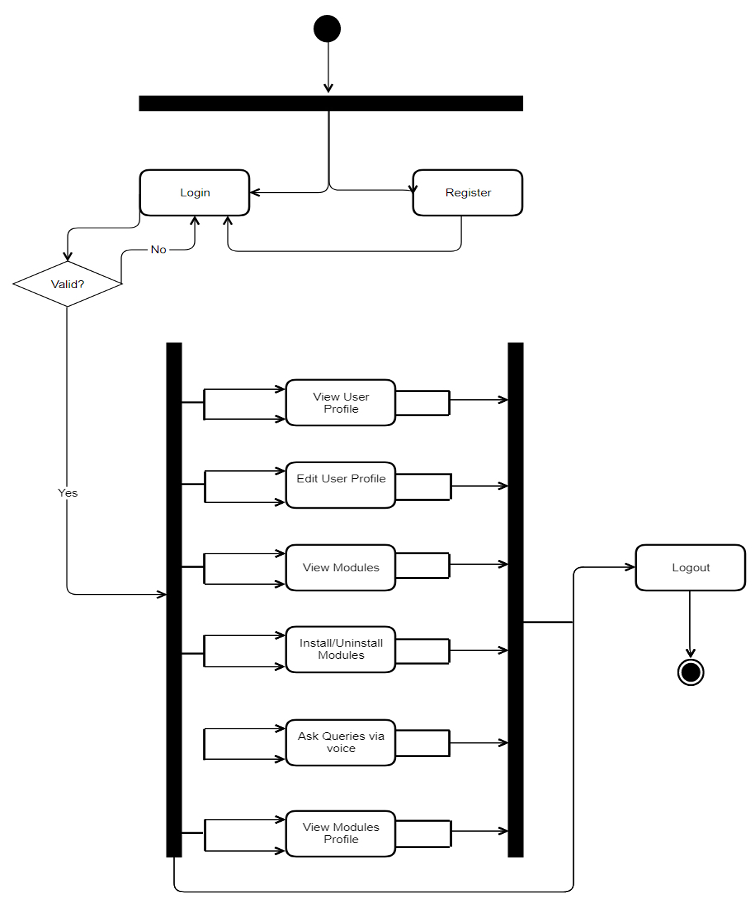 Login
Register
No
Valid?
View User
Profile
Edit User Profile
Yes
View Modules
Logout
Install/Uninstall
Modules
Ask Queries via
voice
View Modules
Profile